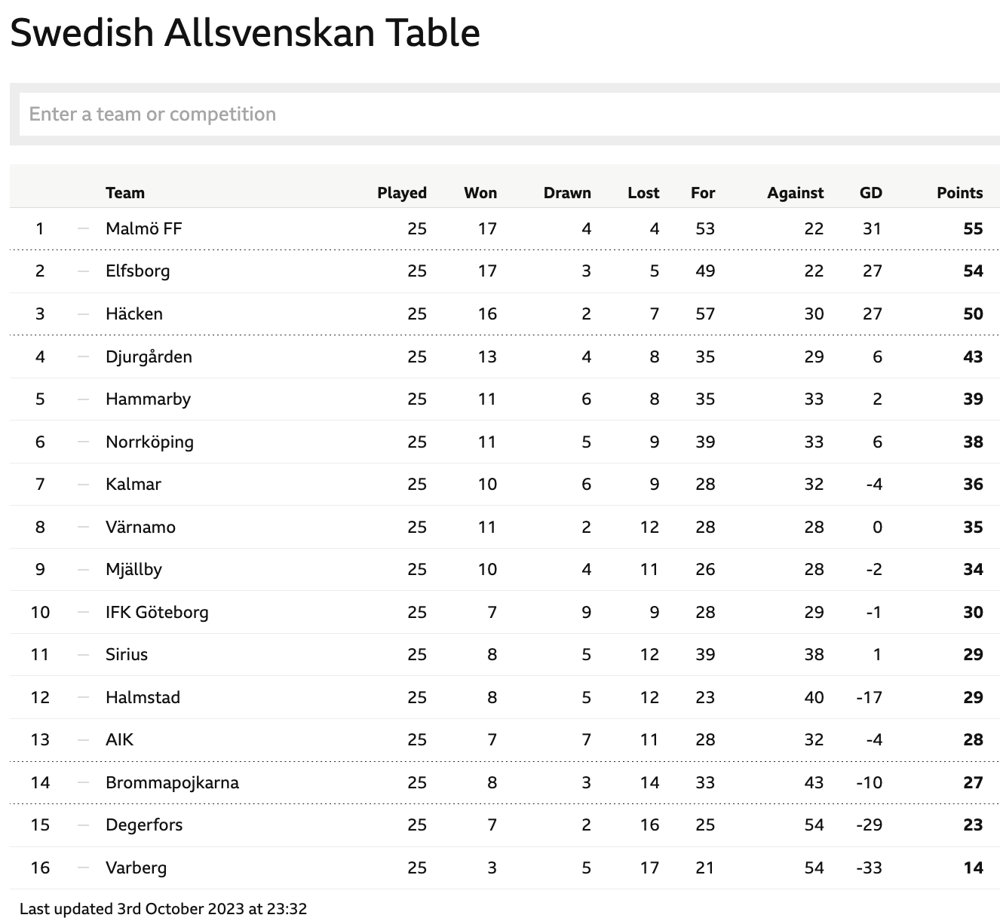 Swedish Allsvenskan Table
Enter a team or competition
Team Played Won Drawn Lost For Against GD Points
1 — Malmö FF 25 17 4 4 53 22 31 55
2 — Elfsborg 25 17 3 5 49 22 27 54
3 — Häcken 25 16 2 7 57 30 27 50
4 — Djurgården 25 13 4 8 35 29 6 43
5 — Hammarby 25 11 6 8 35 33 2 39
6 — Norrköping 25 11 5 9 39 33 6 38
7 — Kalmar 25 10 6 9 28 32 -4 36
8 — Värnamo 25 11 2 12 28 28 0 35
9 — Mjällby 25 10 4 11 26 28 -2 34
10 — IFK Göteborg 25 7 9 9 28 29 -1 30
11 — Sirius 25 8 5 12 39 38 1 29
12 — Halmstad 25 8 5 12 23 40 -17 29
13 — AIK 25 7 7 11 28 32 -4 28
14 — Brommapojkarna 25 8 3 14 33 43 -10 27
15 — Degerfors 25 7 2 16 25 54 -29 23
16 — Varberg 25 3 5 17 21 54 -33 14
Last updated 3rd October 2023 at 23:32